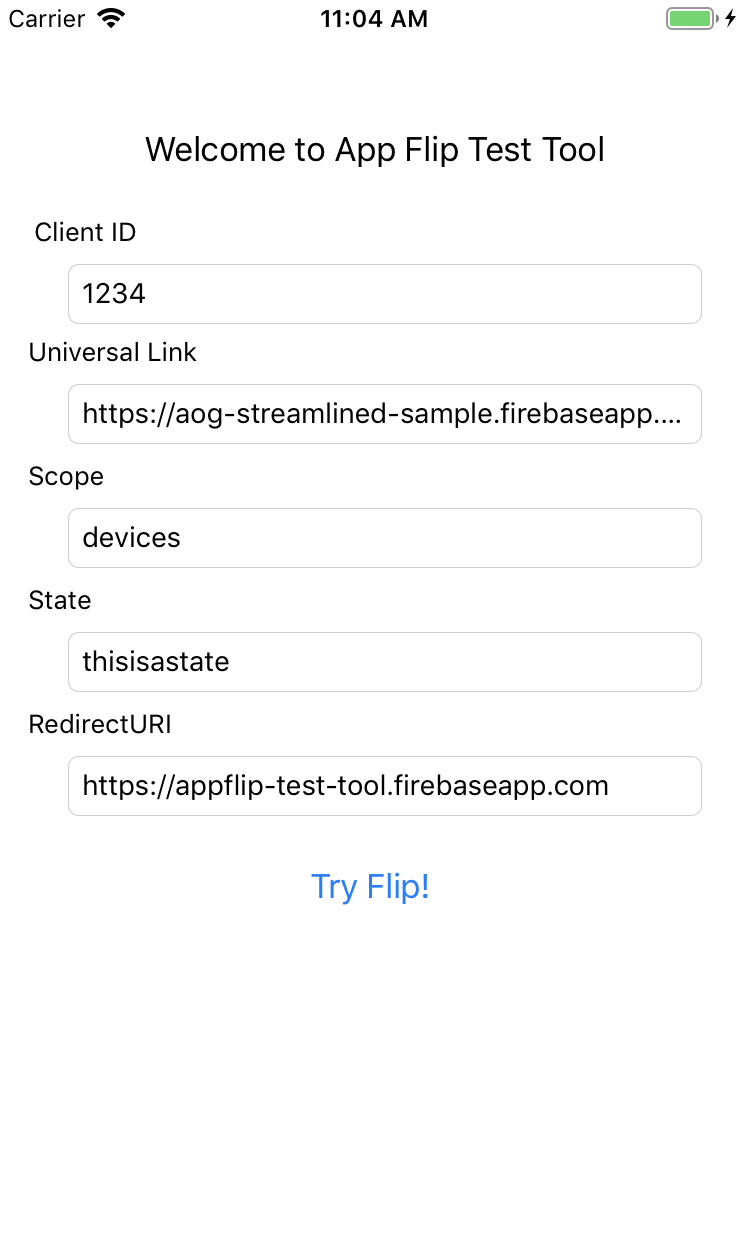 Carrier 11:04 AM
Welcome to App Flip Test Tool
Client ID
1234
Universal Link
https://aog-streamlined-sample.firebaseapp....
Scope
devices
State
thisisastate
RedirectURI
https://appflip-test-tool.firebaseapp.com
Try Flip!